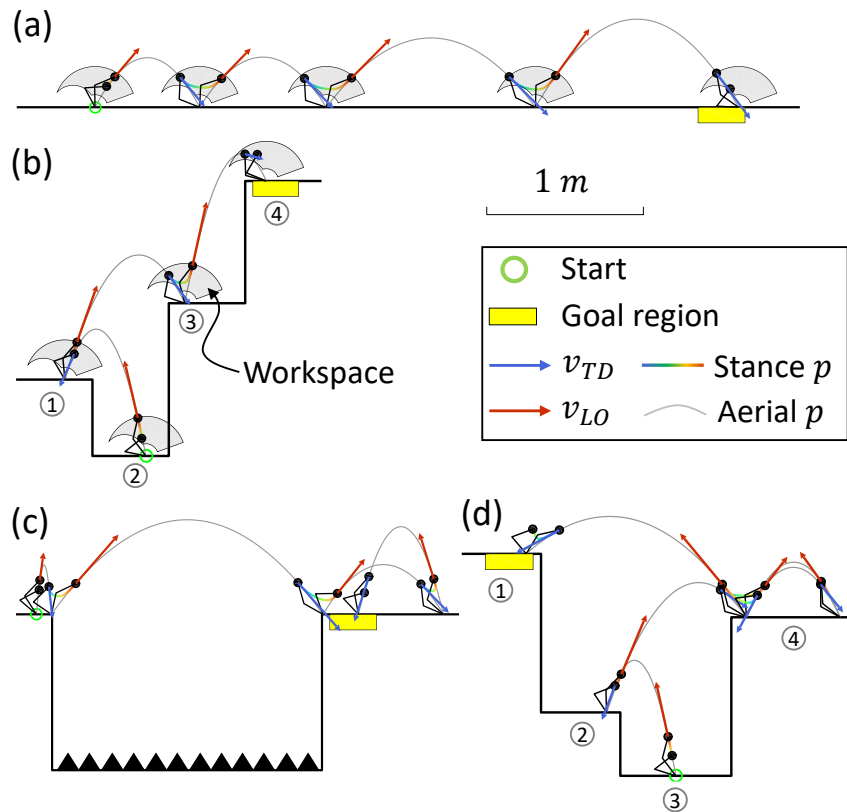 (a)
(b)
④
1 m
③
Workspace
①
②
Start
Goal region
v_TD
Stance p
v_LO
Aerial p
(c)
(d)
①
④
②
③